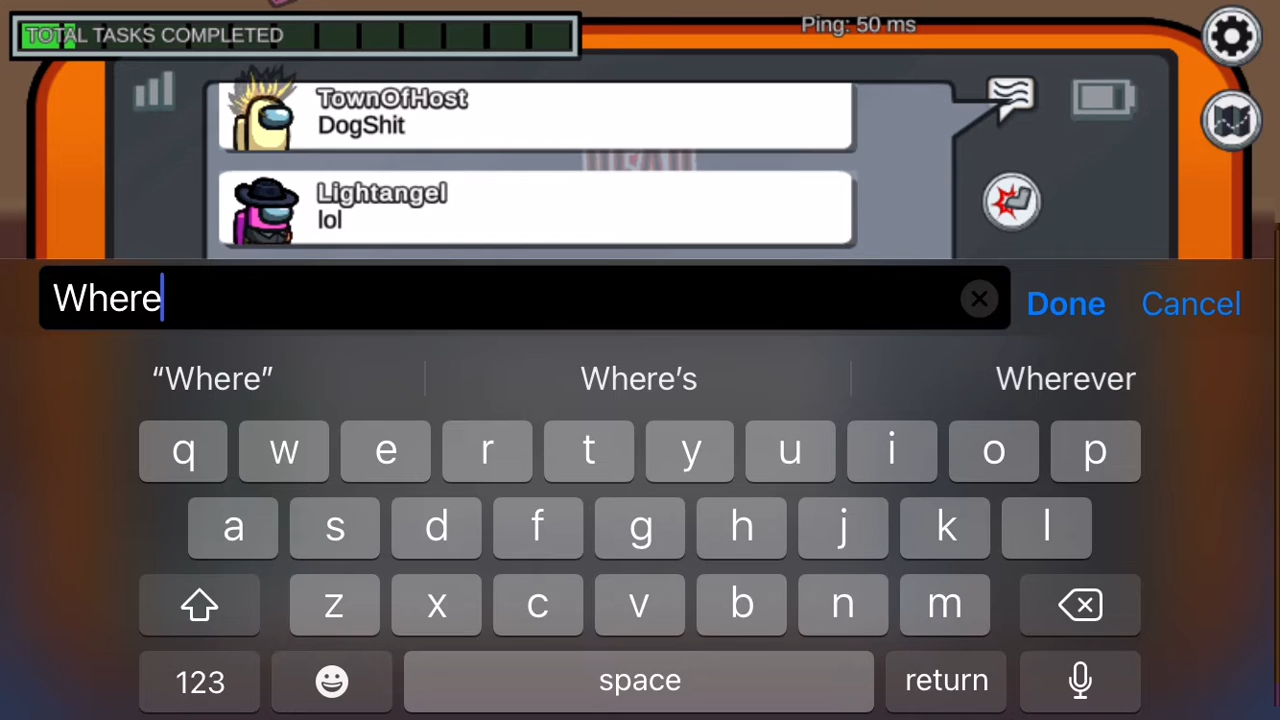 TOTAL TASKS COMPLETED
Ping: 50 ms
TownOfHost
DogShit
Lightangel
lol
Where
Done
Cancel
“Where”
Where’s
Wherever
q w e r t y u i o p
a s d f g h j k l
z x c v b n m
123
space
return